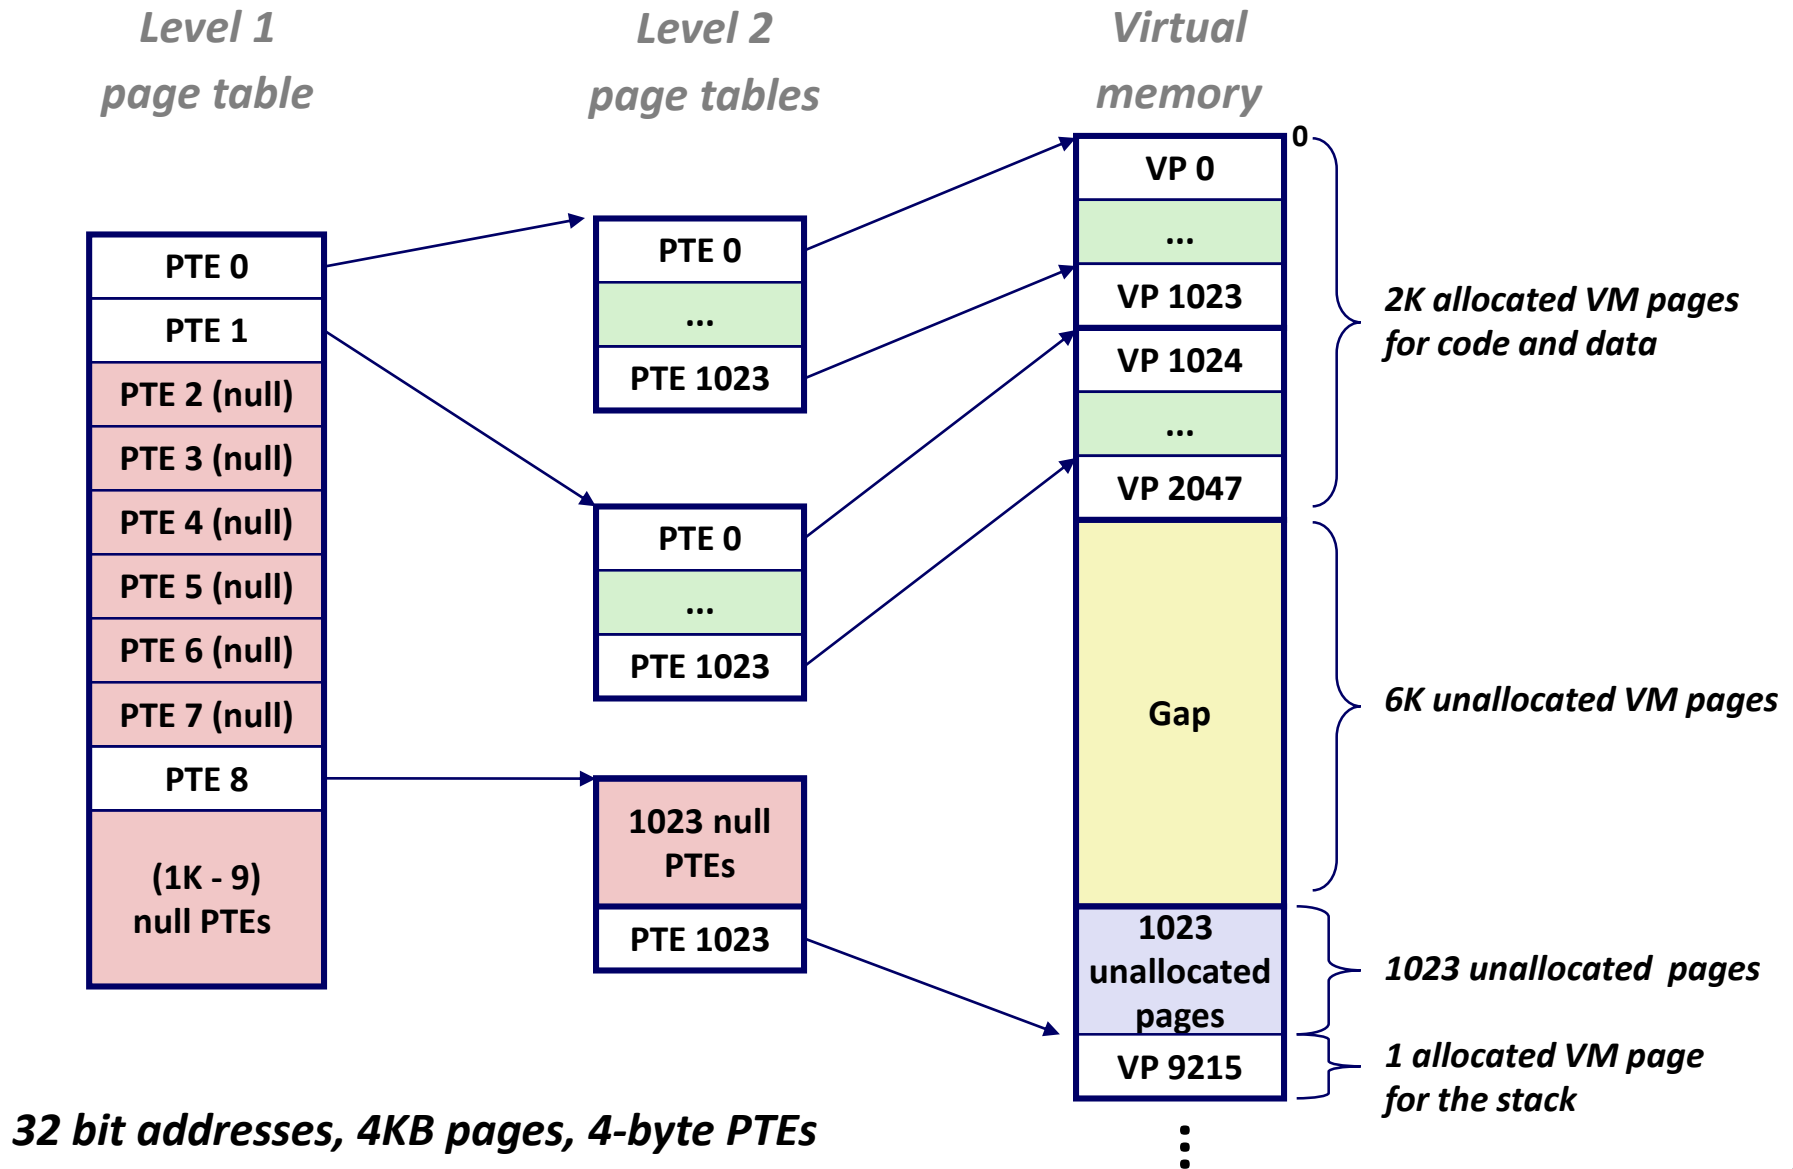 Level 1
page table
Level 2
page tables
Virtual
memory
PTE 0
PTE 1
PTE 2 (null)
PTE 3 (null)
PTE 4 (null)
PTE 5 (null)
PTE 6 (null)
PTE 7 (null)
PTE 8
(1K - 9)
null PTEs
PTE 0
...
PTE 1023
PTE 0
...
PTE 1023
1023 null
PTEs
PTE 1023
0
VP 0
...
VP 1023
VP 1024
...
VP 2047
Gap
1023
unallocated
pages
VP 9215
...
2K allocated VM pages
for code and data
6K unallocated VM pages
1023 unallocated  pages
1 allocated VM page
for the stack
32 bit addresses, 4KB pages, 4-byte PTEs